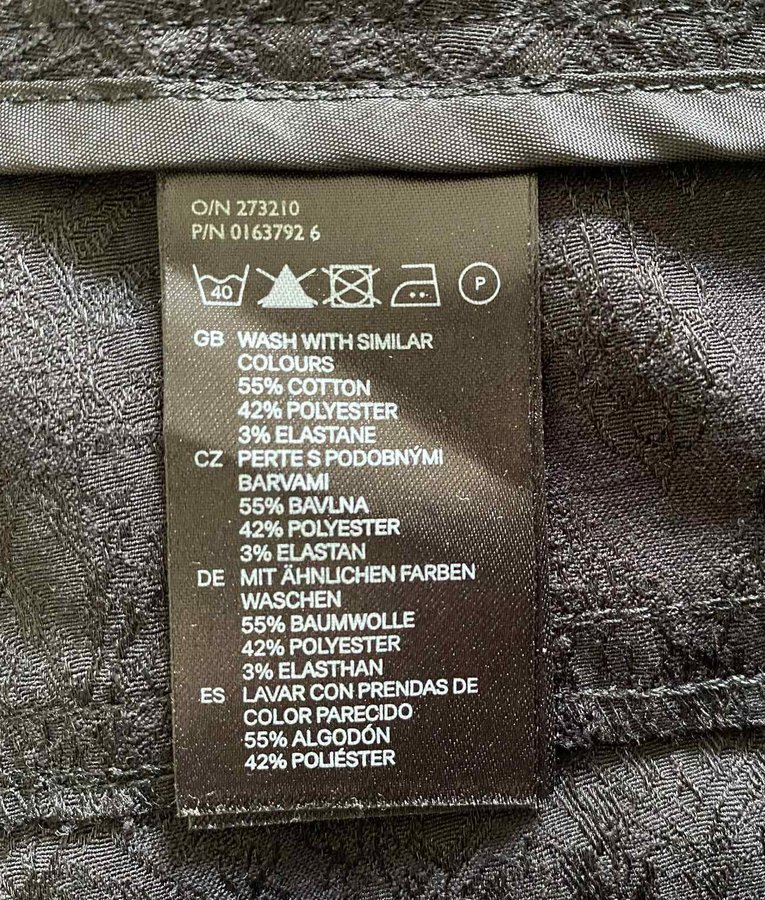 O/N 273210
P/N 0163792 6
40 P
GB WASH WITH SIMILAR
COLOURS
55% COTTON
42% POLYESTER
3% ELASTANE
CZ PERTE S PODOBNÝMI
BARVAMI
55% BAVLNA
42% POLYESTER
3% ELASTAN
DE MIT ÄHNLICHEN FARBEN
WASCHEN
55% BAUMWOLLE
42% POLYESTER
3% ELASTHAN
ES LAVAR CON PRENDAS DE
COLOR PARECIDO
55% ALGODÓN
42% POLIÉSTER